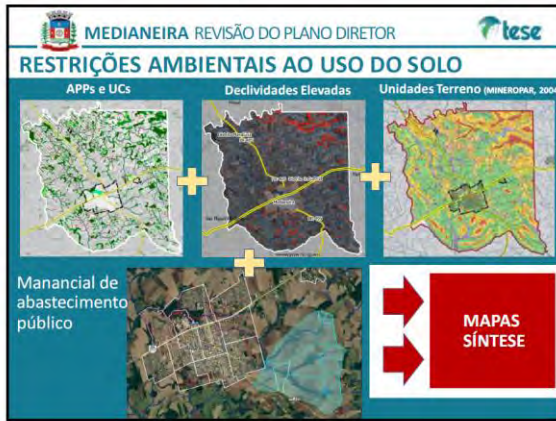 MEDIANEIRA REVISÃO DO PLANO DIRETOR
tese
RESTRIÇÕES AMBIENTAIS AO USO DO SOLO
APPs e UCs
Declividades Elevadas
Unidades Terreno (MINEROPAR, 2004
Manancial de
abastecimento
público
MAPAS
SÍNTESE